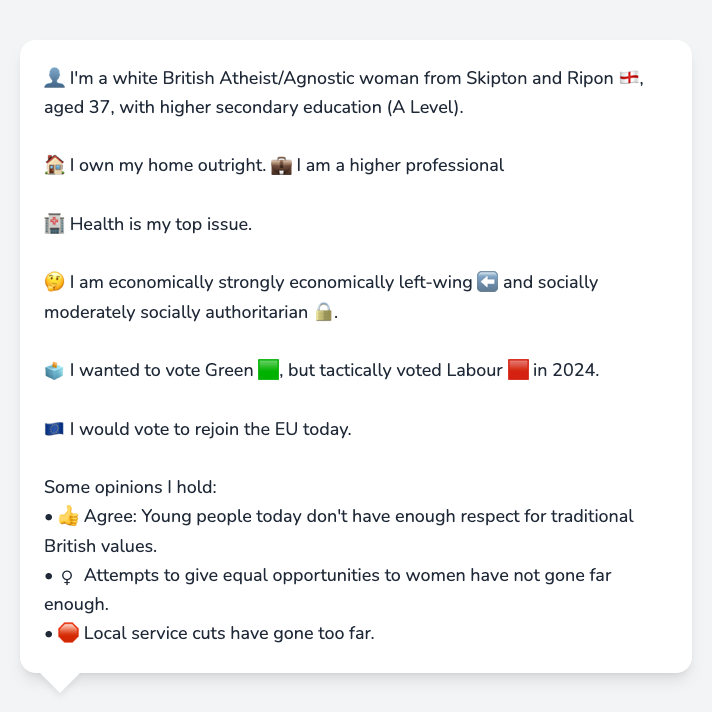 👤 I'm a white British Atheist/Agnostic woman from Skipton and Ripon 🏴󠁧󠁢󠁥󠁮󠁧󠁿,
aged 37, with higher secondary education (A Level).
🏠 I own my home outright. 💼 I am a higher professional
🏥 Health is my top issue.
🤔 I am economically strongly economically left-wing ⬅️ and socially
moderately socially authoritarian 🔒.
🗳️ I wanted to vote Green 🟩, but tactically voted Labour 🟥 in 2024.
🇪🇺 I would vote to rejoin the EU today.
Some opinions I hold:
• 👍 Agree: Young people today don't have enough respect for traditional
British values.
• ♀ Attempts to give equal opportunities to women have not gone far
enough.
• 🛑 Local service cuts have gone too far.